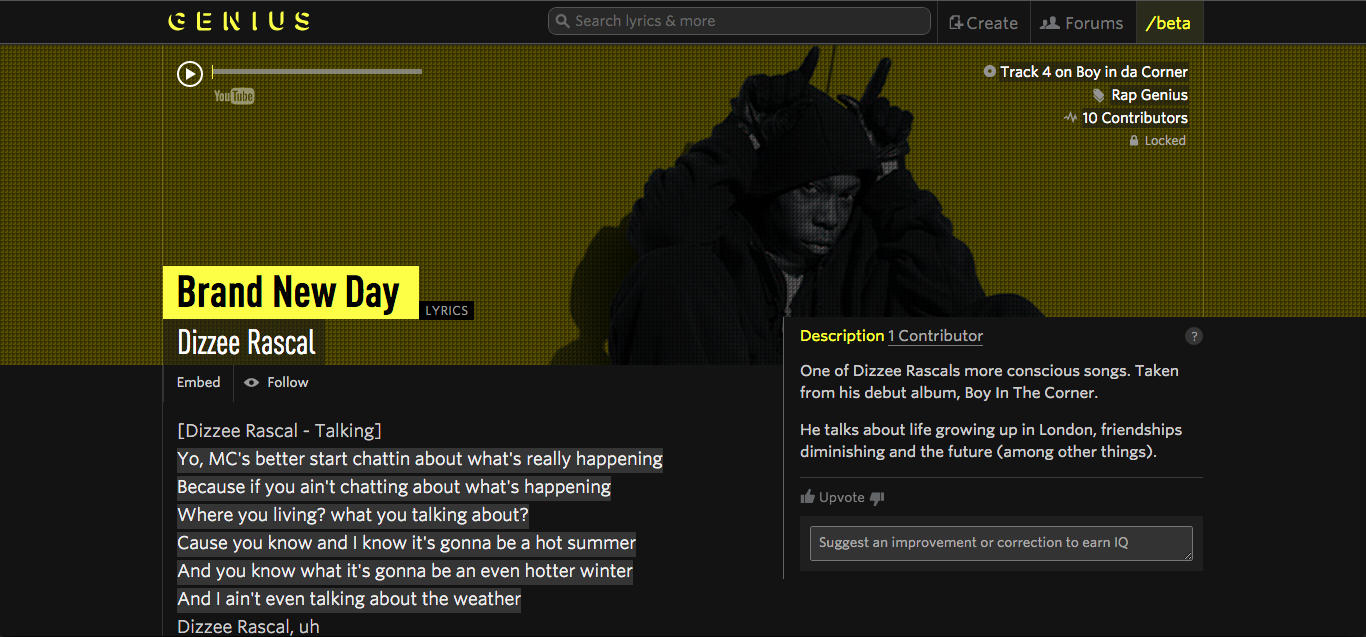 GENIUS
Search lyrics & more
Create
Forums
/beta
YouTube
Track 4 on Boy in da Corner
Rap Genius
10 Contributors
Locked
Brand New Day
LYRICS
Dizzee Rascal
Embed
Follow
[Dizzee Rascal - Talking]
Yo, MC's better start chattin about what's really happening
Because if you ain't chatting about what's happening
Where you living? what you talking about?
Cause you know and I know it's gonna be a hot summer
And you know what it's gonna be an even hotter winter
And I ain't even talking about the weather
Dizzee Rascal, uh
Description 1 Contributor
?
One of Dizzee Rascals more conscious songs. Taken
from his debut album, Boy In The Corner.
He talks about life growing up in London, friendships
diminishing and the future (among other things).
Upvote
Suggest an improvement or correction to earn IQ